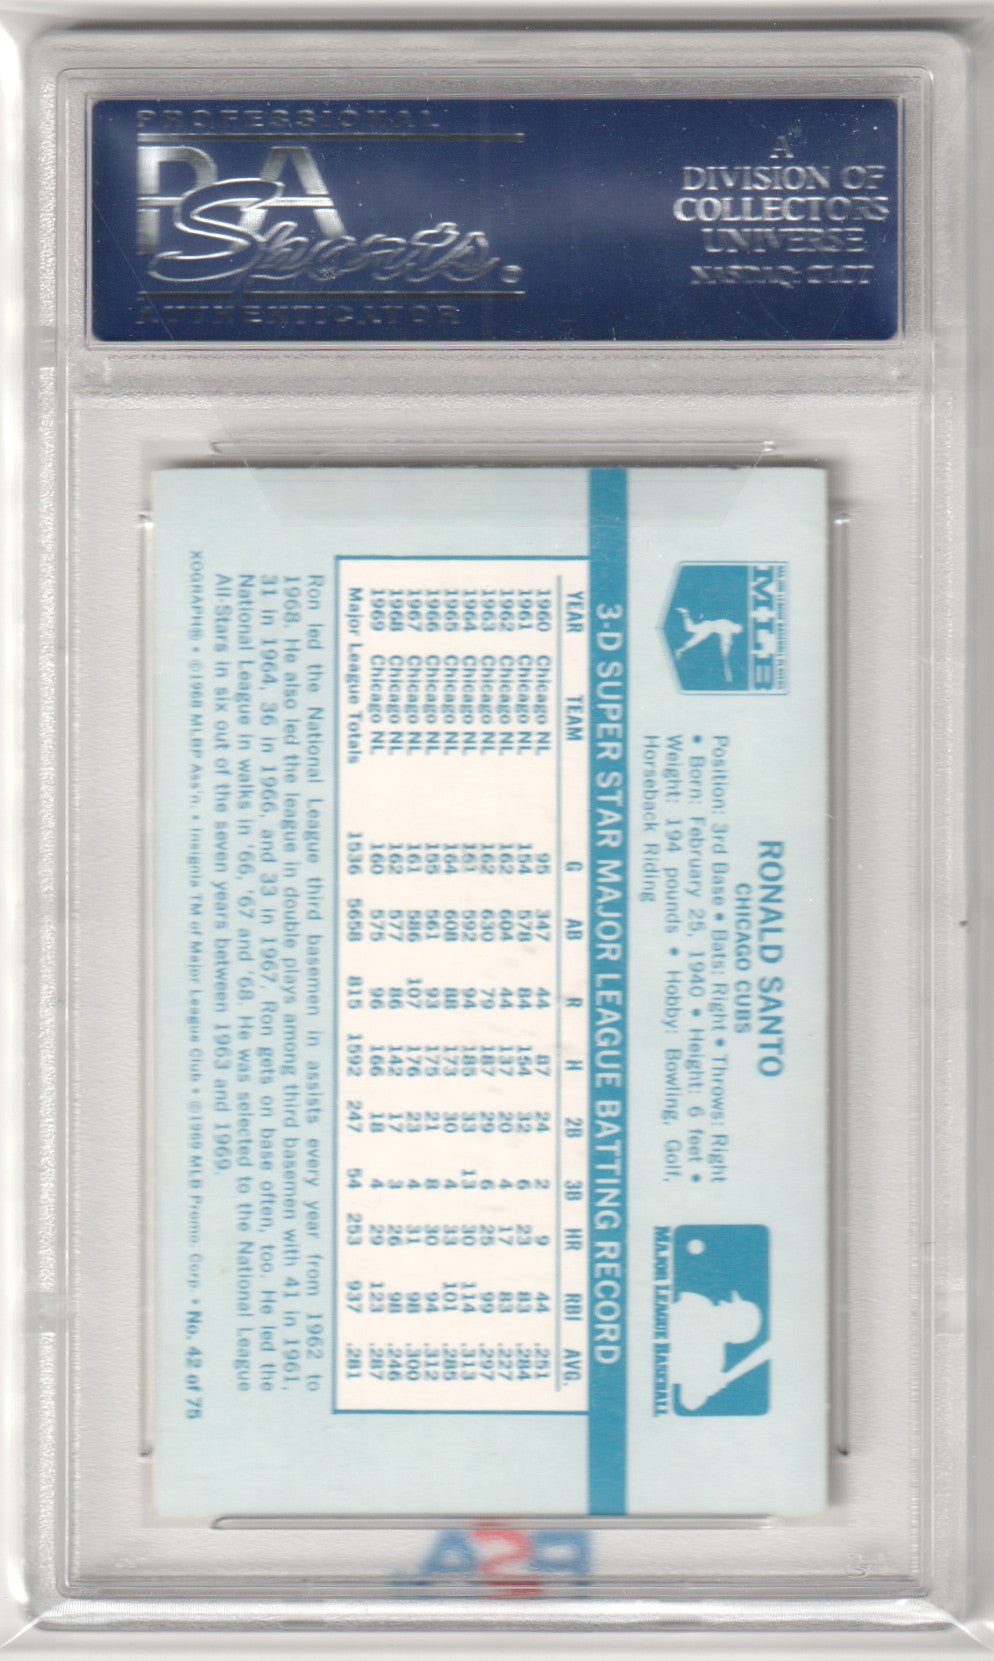 PROFESSIONAL
PSA
Sports
AUTHENTICATOR
A
DIVISION OF
COLLECTORS
UNIVERSE
NASDAQ: CLCT
MLB
RONALD SANTO
CHICAGO CUBS
Position: 3rd Base • Bats: Right • Throws: Right
• Born: February 25, 1940 • Height: 6 feet •
Weight: 194 pounds • Hobby: Bowling, Golf,
Horseback Riding
MAJOR LEAGUE BASEBALL
3-D SUPER STAR MAJOR LEAGUE BATTING RECORD
YEAR TEAM G AB R H 2B 3B HR RBI AVG.
1960 Chicago NL 95 347 44 87 24 2 9 44 .251
1961 Chicago NL 154 578 84 154 32 6 23 83 .284
1962 Chicago NL 162 604 44 137 20 4 17 83 .227
1963 Chicago NL 162 630 79 187 29 6 25 99 .297
1964 Chicago NL 161 592 94 185 33 13 30 114 .313
1965 Chicago NL 164 608 88 173 30 4 33 101 .285
1966 Chicago NL 155 561 93 175 21 8 30 94 .312
1967 Chicago NL 161 586 107 176 23 4 31 98 .300
1968 Chicago NL 162 577 86 142 17 3 26 98 .246
1969 Chicago NL 160 575 96 166 18 4 29 123 .287
Major League Totals 1536 5658 815 1592 247 54 253 937 .281
Ron led the National League third basemen in assists every year from 1962 to
1968. He also led the league in double plays among third basemen with 41 in 1961,
31 in 1964, 36 in 1966, and 33 in 1967. Ron gets on base often, too. He led the
National League in walks in '66, '67 and '68. He was selected to the National League
All-Stars in six out of the seven years between 1963 and 1969.
XOGRAPH® • ©1968 MLBP Ass'n. • Insignia TM of Major League Club • ©1969 MLB Promo. Corp. • No. 42 of 75
PSA